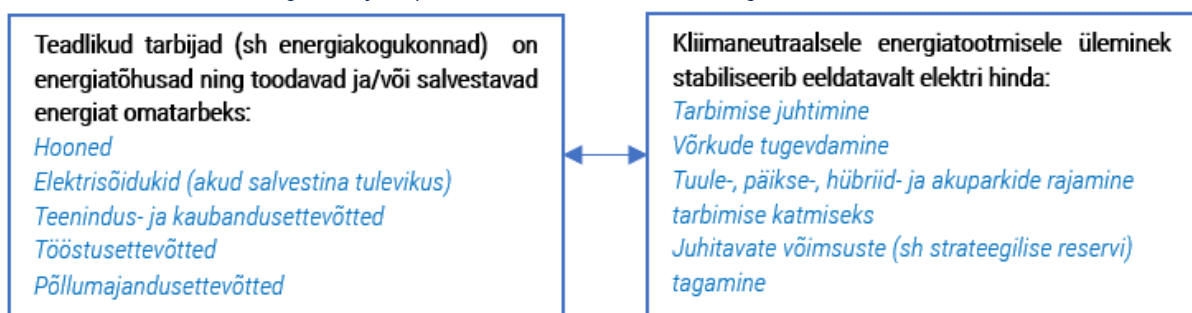 Teadlikud tarbijad (sh energiakogukonnad) on
energiatõhusad ning toodavad ja/või salvestavad
energiat omatarbeks:
Hooned
Elektrisõidukid (akud salvestina tulevikus)
Teenindus- ja kaubandusettevõtted
Tööstusettevõtted
Põllumajandusettevõtted
Kliimaneutraalsele energiatootmisele üleminek
stabiliseerib eeldatavalt elektri hinda:
Tarbimise juhtimine
Võrkude tugevdamine
Tuule-, päikse-, hübriid- ja akuparkide rajamine
tarbimise katmiseks
Juhitavate võimsuste (sh strateegilise reservi)
tagamine